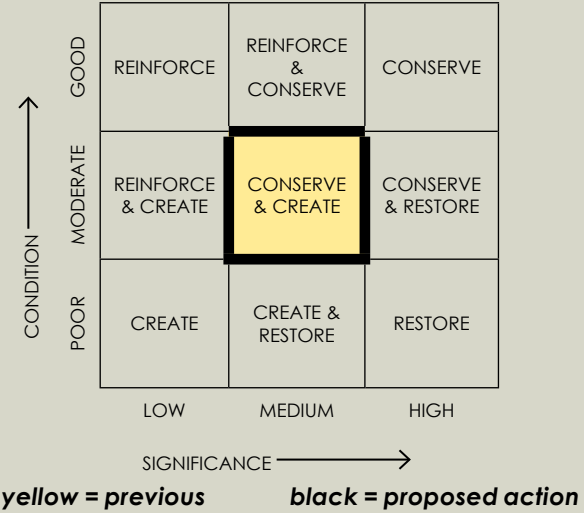 GOOD
REINFORCE
REINFORCE
&
CONSERVE
CONSERVE
MODERATE
REINFORCE
& CREATE
CONSERVE
& CREATE
CONSERVE
& RESTORE
CONDITION
POOR
CREATE
CREATE &
RESTORE
RESTORE
LOW
MEDIUM
HIGH
SIGNIFICANCE
yellow = previous
black = proposed action